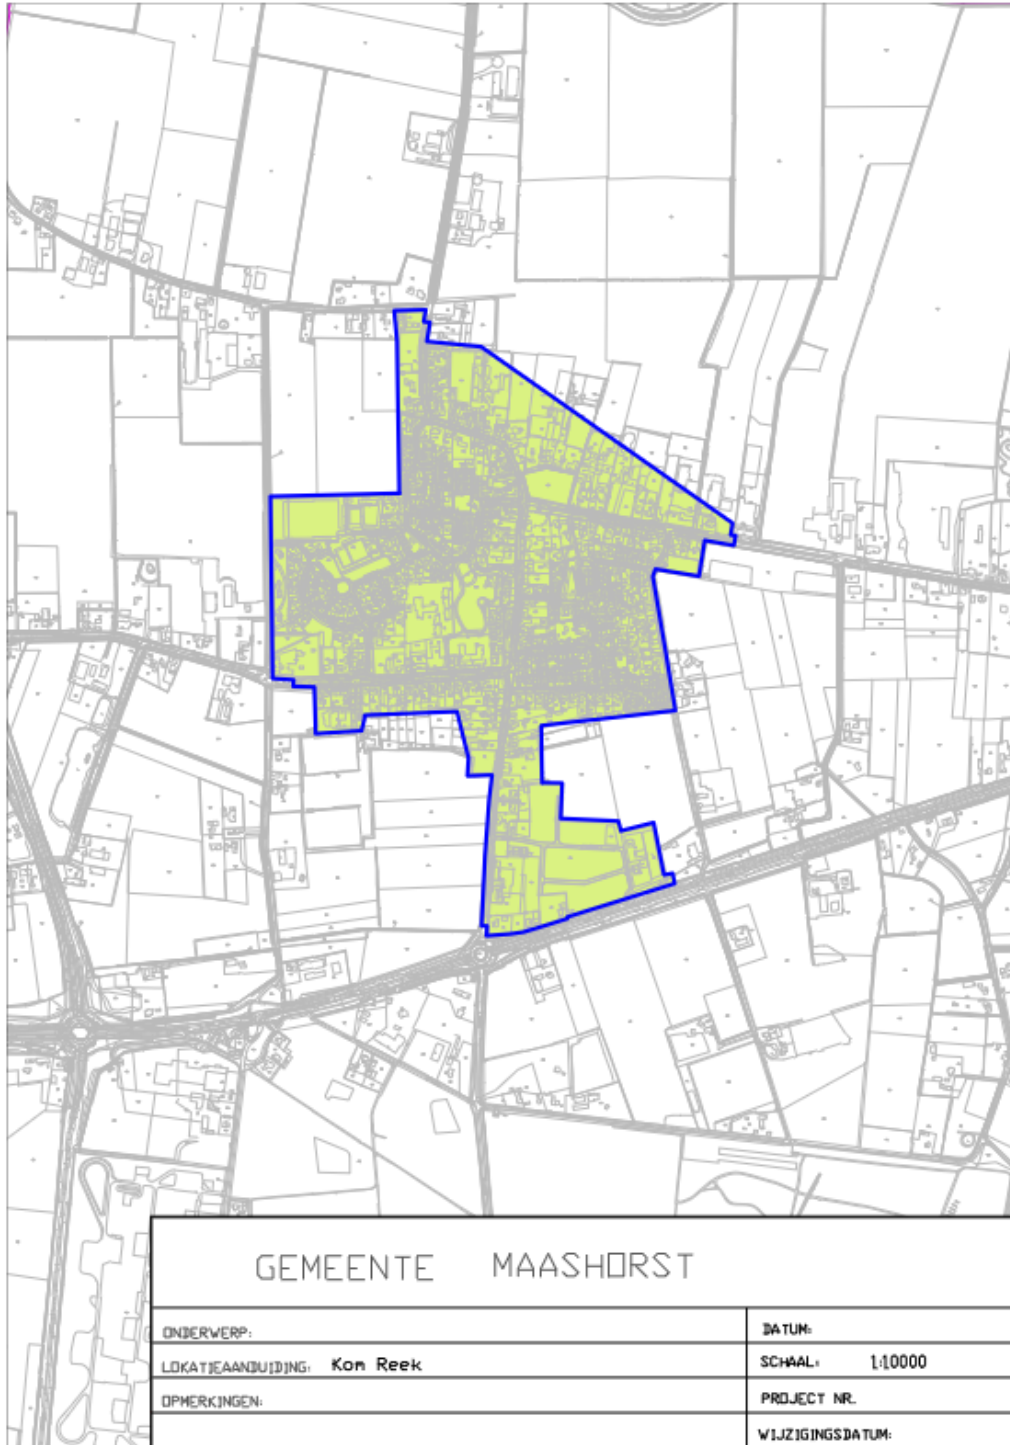 GEMEENTE MAASHORST
ONDERWERP:
DATUM:
LOKATIEAANDUIDING: Kom Reek
SCHAAL: 1:10000
OPMERKINGEN:
PROJECT NR.
WIJZIGINGSDATUM: